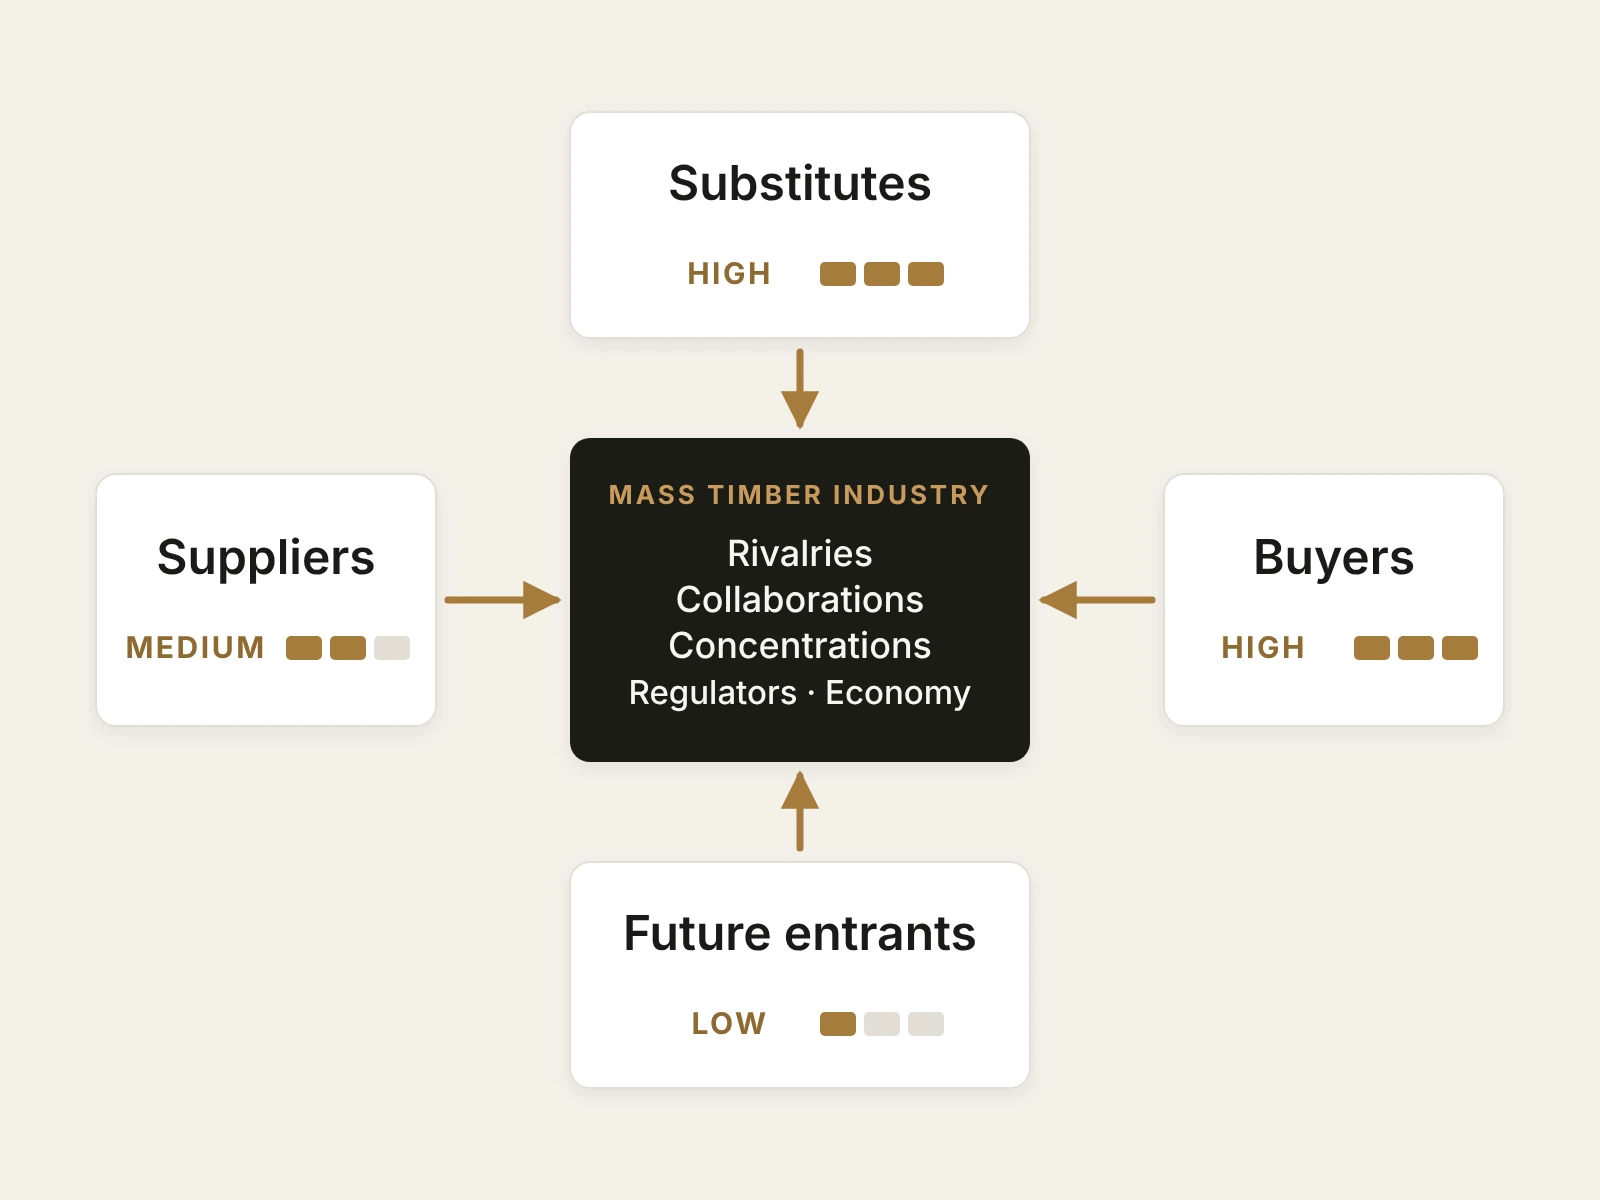 Substitutes
HIGH
MASS TIMBER INDUSTRY
Rivalries
Collaborations
Concentrations
Regulators · Economy
Suppliers
MEDIUM
Buyers
HIGH
Future entrants
LOW